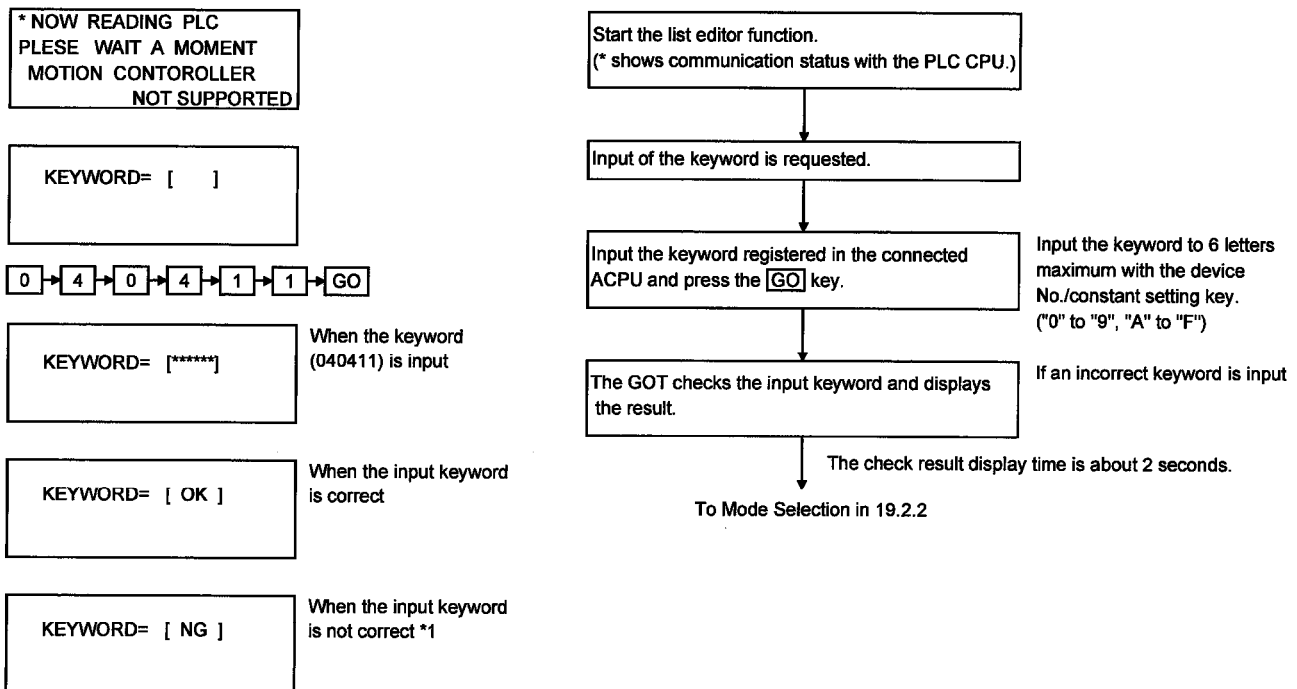 * NOW READING PLC
PLESE WAIT A MOMENT
MOTION CONTOROLLER
NOT SUPPORTED
KEYWORD= [ ]
0 4 0 4 1 1 GO
KEYWORD= [******]
When the keyword
(040411) is input
KEYWORD= [ OK ]
When the input keyword
is correct
KEYWORD= [ NG ]
When the input keyword
is not correct *1
Start the list editor function.
(* shows communication status with the PLC CPU.)
Input of the keyword is requested.
Input the keyword registered in the connected
ACPU and press the GO key.
Input the keyword to 6 letters
maximum with the device
No./constant setting key.
("0" to "9", "A" to "F")
The GOT checks the input keyword and displays
the result.
If an incorrect keyword is input
The check result display time is about 2 seconds.
To Mode Selection in 19.2.2